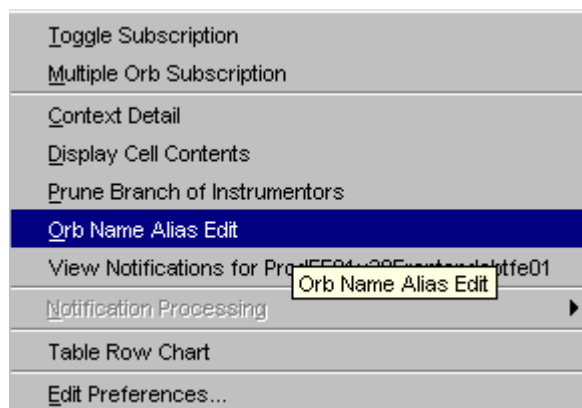 Toggle Subscription
Multiple Orb Subscription
Context Detail
Display Cell Contents
Prune Branch of Instrumentors
Orb Name Alias Edit
View Notifications for
Orb Name Alias Edit
Notification Processing
Table Row Chart
Edit Preferences...